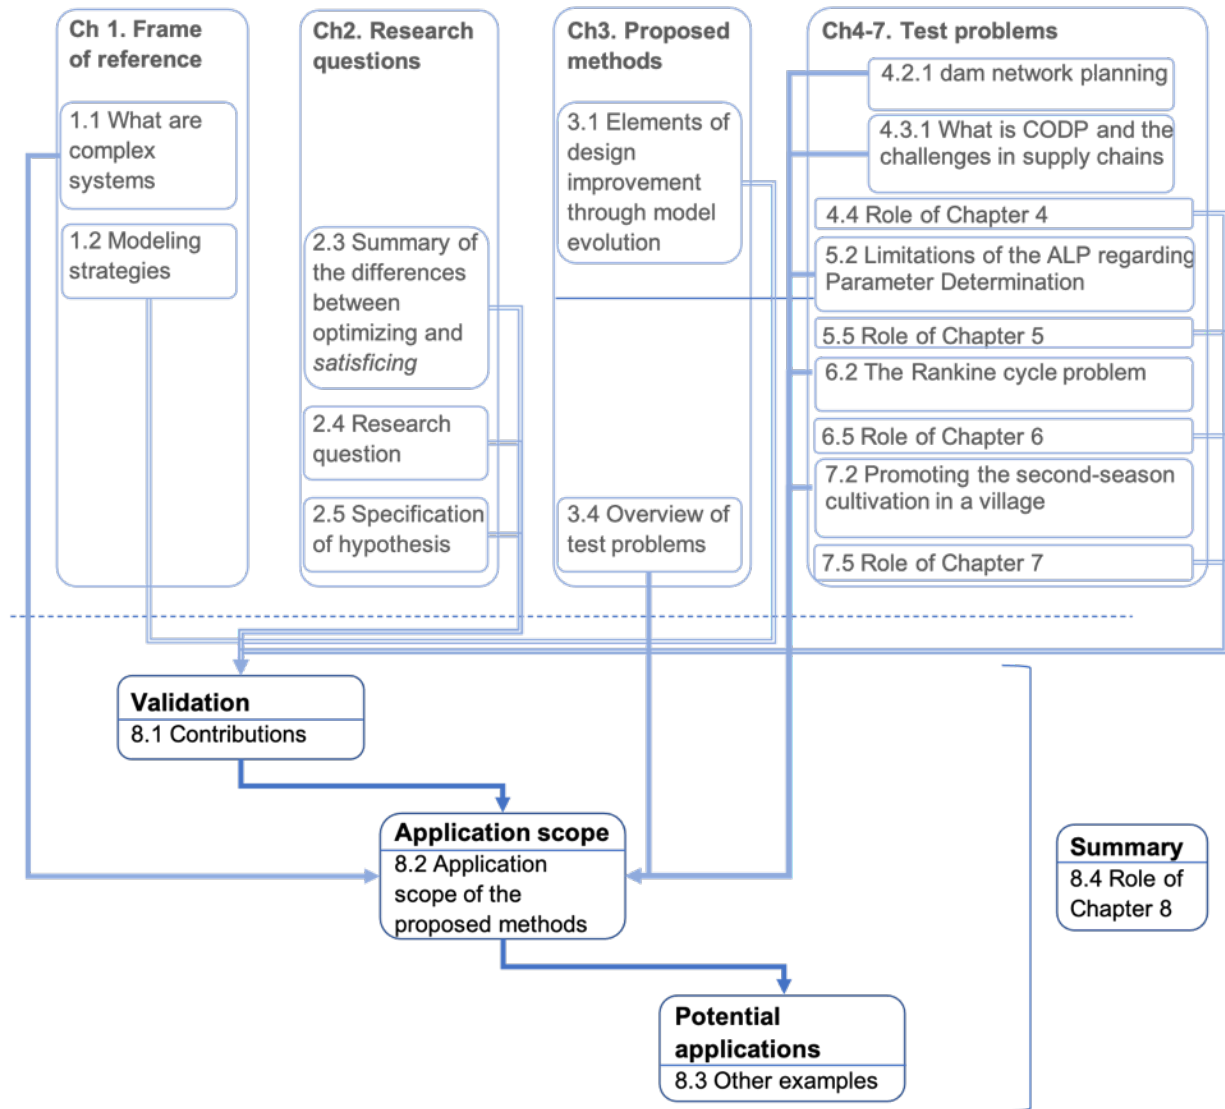 Ch 1. Frame
of reference
1.1 What are
complex
systems
1.2 Modeling
strategies
Ch2. Research
questions
2.3 Summary of
the differences
between
optimizing and
satisficing
2.4 Research
question
2.5 Specification
of hypothesis
Ch3. Proposed
methods
3.1 Elements of
design
improvement
through model
evolution
3.4 Overview of
test problems
Ch4-7. Test problems
4.2.1 dam network planning
4.3.1 What is CODP and the
challenges in supply chains
4.4 Role of Chapter 4
5.2 Limitations of the ALP regarding
Parameter Determination
5.5 Role of Chapter 5
6.2 The Rankine cycle problem
6.5 Role of Chapter 6
7.2 Promoting the second-season
cultivation in a village
7.5 Role of Chapter 7
Validation
8.1 Contributions
Application scope
8.2 Application
scope of the
proposed methods
Potential
applications
8.3 Other examples
Summary
8.4 Role of
Chapter 8